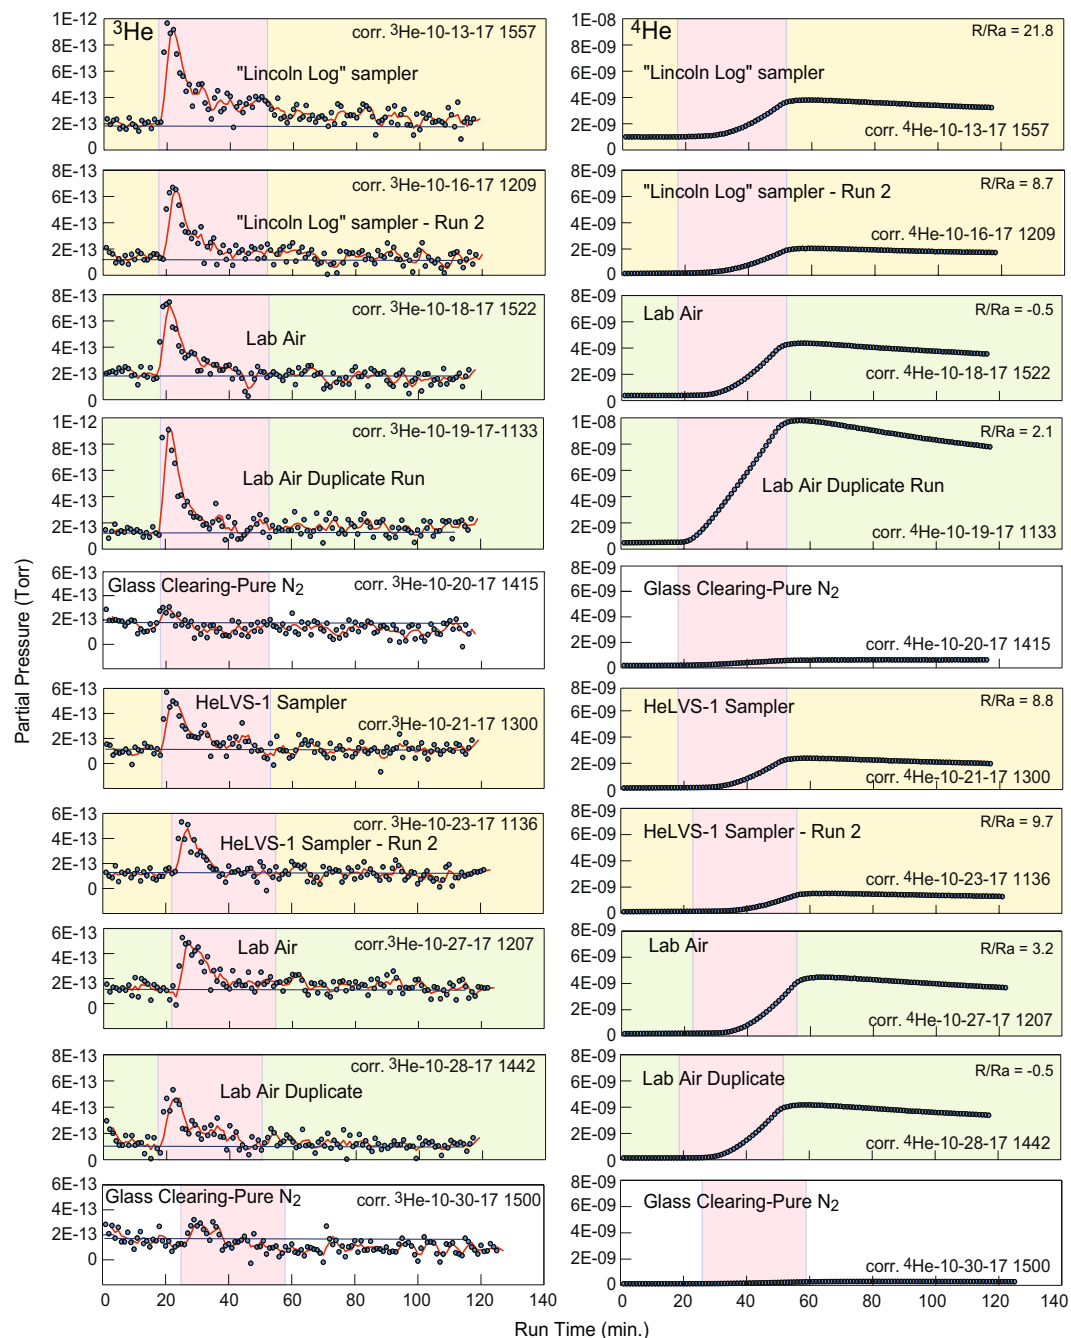 ³He
corr. ³He-10-13-17 1557
"Lincoln Log" sampler
1E-12
8E-13
6E-13
4E-13
2E-13
0
⁴He
R/Ra = 21.8
"Lincoln Log" sampler
corr. ⁴He-10-13-17 1557
1E-08
8E-09
6E-09
4E-09
2E-09
0
corr. ³He-10-16-17 1209
"Lincoln Log" sampler - Run 2
8E-13
6E-13
4E-13
2E-13
0
R/Ra = 8.7
"Lincoln Log" sampler - Run 2
corr. ⁴He-10-16-17 1209
8E-09
6E-09
4E-09
2E-09
0
corr. ³He-10-18-17 1522
Lab Air
8E-13
6E-13
4E-13
2E-13
0
R/Ra = -0.5
Lab Air
corr. ⁴He-10-18-17 1522
8E-09
6E-09
4E-09
2E-09
0
corr. ³He-10-19-17-1133
Lab Air Duplicate Run
1E-12
8E-13
6E-13
4E-13
2E-13
0
R/Ra = 2.1
Lab Air Duplicate Run
corr. ⁴He-10-19-17 1133
1E-08
8E-09
6E-09
4E-09
2E-09
0
Glass Clearing-Pure N₂
corr. ³He-10-20-17 1415
6E-13
4E-13
2E-13
0
Glass Clearing-Pure N₂
corr. ⁴He-10-20-17 1415
8E-09
6E-09
4E-09
2E-09
0
HeLVS-1 Sampler
corr.³He-10-21-17 1300
6E-13
4E-13
2E-13
0
R/Ra = 8.8
HeLVS-1 Sampler
corr. ⁴He-10-21-17 1300
8E-09
6E-09
4E-09
2E-09
0
corr. ³He-10-23-17 1136
HeLVS-1 Sampler - Run 2
6E-13
4E-13
2E-13
0
R/Ra = 9.7
HeLVS-1 Sampler - Run 2
corr. ⁴He-10-23-17 1136
8E-09
6E-09
4E-09
2E-09
0
Lab Air
corr.³He-10-27-17 1207
6E-13
4E-13
2E-13
0
Lab Air
R/Ra = 3.2
corr. ⁴He-10-27-17 1207
8E-09
6E-09
4E-09
2E-09
0
corr. ³He-10-28-17 1442
Lab Air Duplicate
8E-13
6E-13
4E-13
2E-13
0
R/Ra = -0.5
Lab Air Duplicate
corr. ⁴He-10-28-17 1442
8E-09
6E-09
4E-09
2E-09
0
Glass Clearing-Pure N₂
corr. ³He-10-30-17 1500
6E-13
4E-13
2E-13
0
Glass Clearing-Pure N₂
corr. ⁴He-10-30-17 1500
8E-09
6E-09
4E-09
2E-09
0
0 20 40 60 80 100 120 140
0 20 40 60 80 100 120 140
Partial Pressure (Torr)
Run Time (min.)